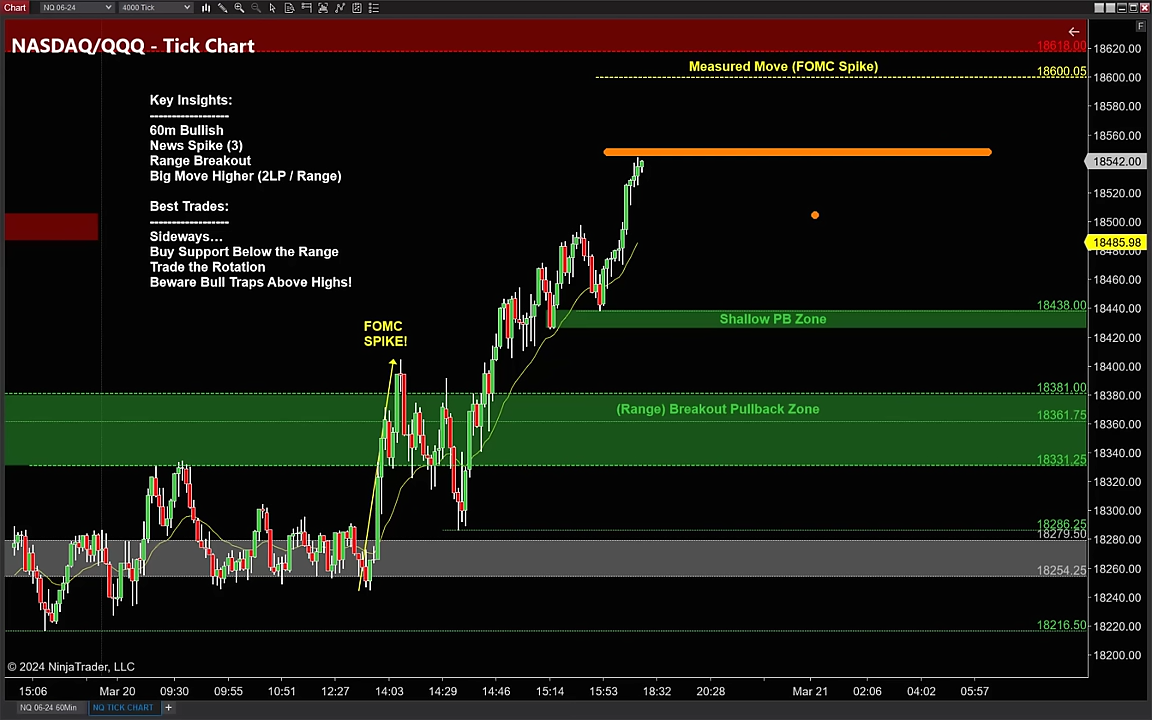 Chart NQ 06-24 4000 Tick
F
NASDAQ/QQQ - Tick Chart
18618.00
18620.00
Measured Move (FOMC Spike)
18600.05
18600.00
Key Insights:
------------------
60m Bullish
News Spike (3)
Range Breakout
Big Move Higher (2LP / Range)
18580.00
18560.00
18542.00
18520.00
Best Trades:
------------------
Sideways...
Buy Support Below the Range
Trade the Rotation
Beware Bull Traps Above Highs!
18500.00
18485.98
18480.00
18460.00
18438.00
18440.00
Shallow PB Zone
18420.00
FOMC
SPIKE!
18400.00
18381.00
18380.00
(Range) Breakout Pullback Zone
18361.75
18360.00
18340.00
18331.25
18320.00
18300.00
18286.25
18279.50
18280.00
18254.25
18260.00
18240.00
18216.50
18220.00
18200.00
© 2024 NinjaTrader, LLC
15:06 Mar 20 09:30 09:55 10:51 12:27 14:03 14:29 14:46 15:14 15:53 18:32 20:28 Mar 21 02:06 04:02 05:57
NQ 06-24 60Min NQ TICK CHART +